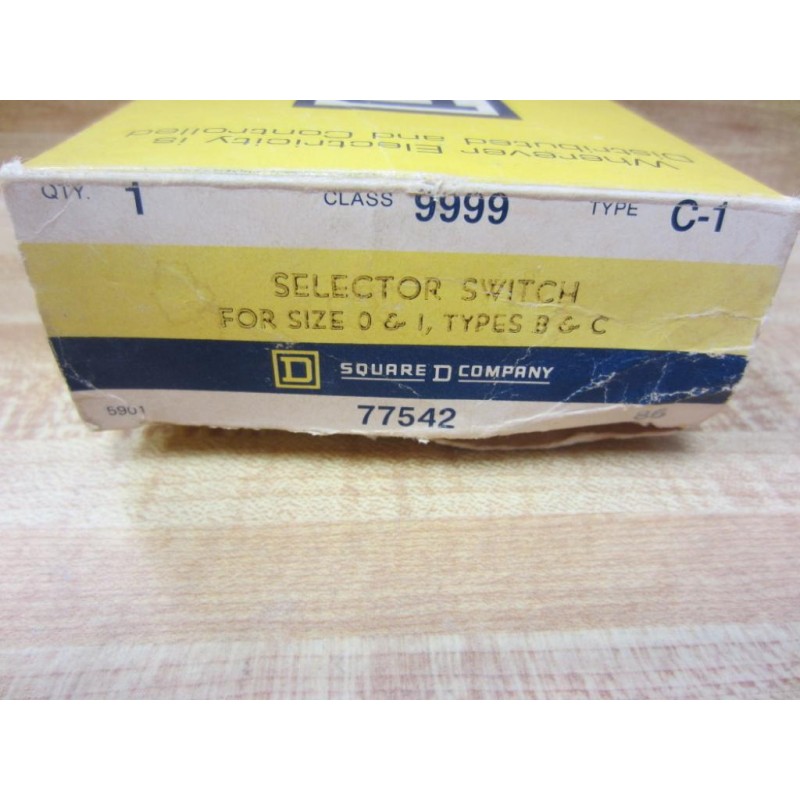 Wherever Electricity is
Distributed and Controlled
QTY. 1 CLASS 9999 TYPE C-1
SELECTOR SWITCH
FOR SIZE 0 & 1, TYPES B & C
D SQUARE D COMPANY
5901 77542 86